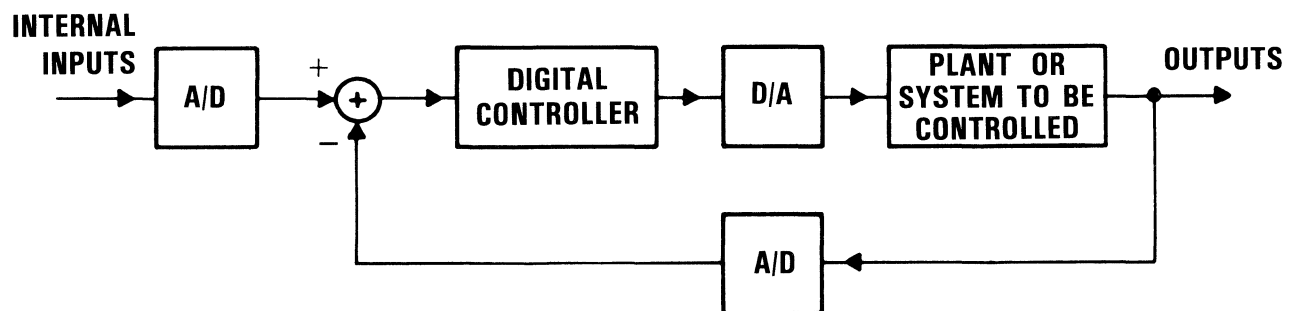 INTERNAL
INPUTS
A/D
+
+
−
DIGITAL
CONTROLLER
D/A
PLANT OR
SYSTEM TO BE
CONTROLLED
OUTPUTS
A/D